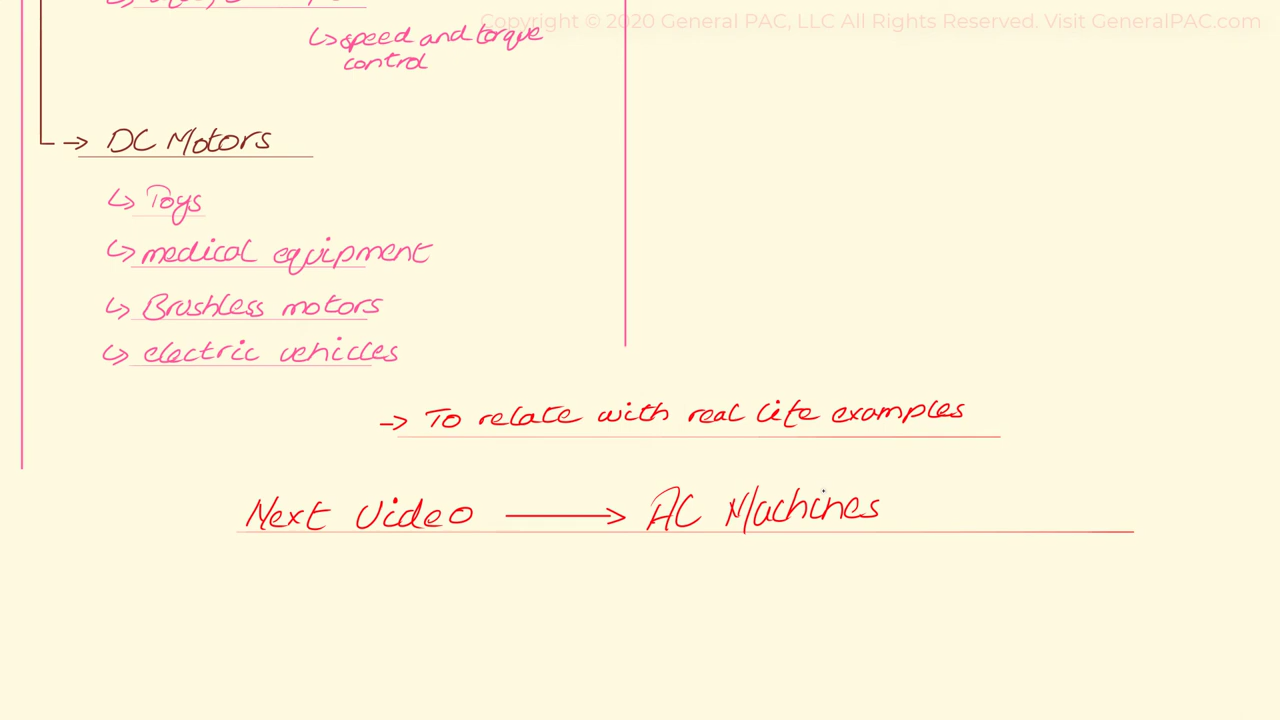 Copyright © 2020 General PAC, LLC All Rights Reserved. Visit GeneralPAC.com
↳ speed and torque
control
→ DC Motors
↳ Toys
↳ medical equipment
↳ Brushless motors
↳ electric vehicles
→ To relate with real life examples
Next Video → AC Machines